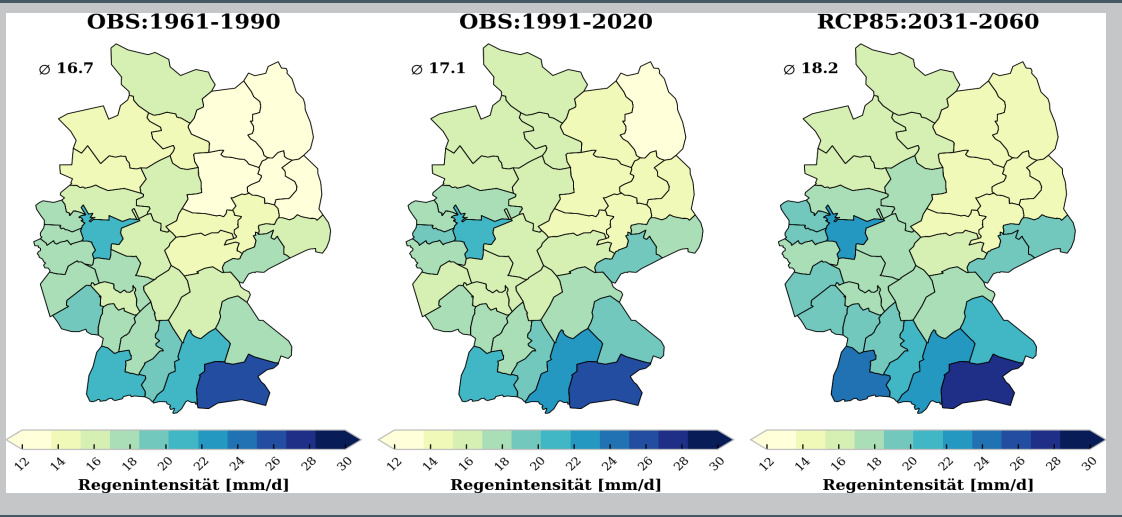 OBS:1961-1990 OBS:1991-2020 RCP85:2031-2060
∅ 16.7 ∅ 17.1 ∅ 18.2
12 14 16 18 20 22 24 26 28 30 12 14 16 18 20 22 24 26 28 30 12 14 16 18 20 22 24 26 28 30
Regenintensität [mm/d] Regenintensität [mm/d] Regenintensität [mm/d]